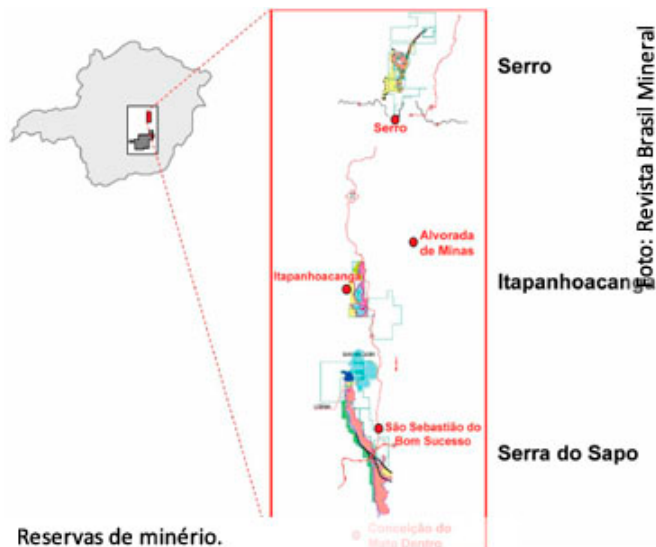 Serro
Serro
Alvorada
de Minas
Itapanhoacanga
Itapanhoacanga
São Sebastião do
Bom Sucesso
Serra do Sapo
Conceição do
Mato Dentro
Reservas de minério.
Foto: Revista Brasil Mineral